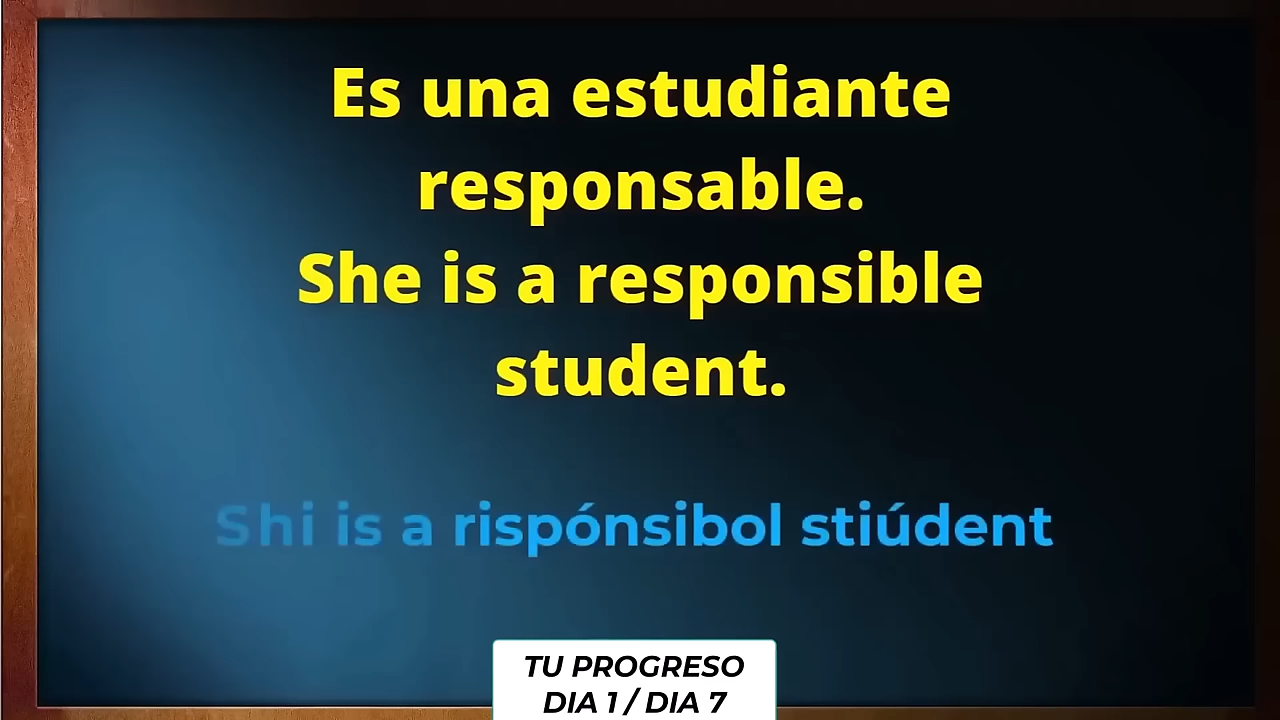 Es una estudiante
responsable.
She is a responsible
student.
Shi is a rispónsibol stiúdent
TU PROGRESO
DIA 1 / DIA 7